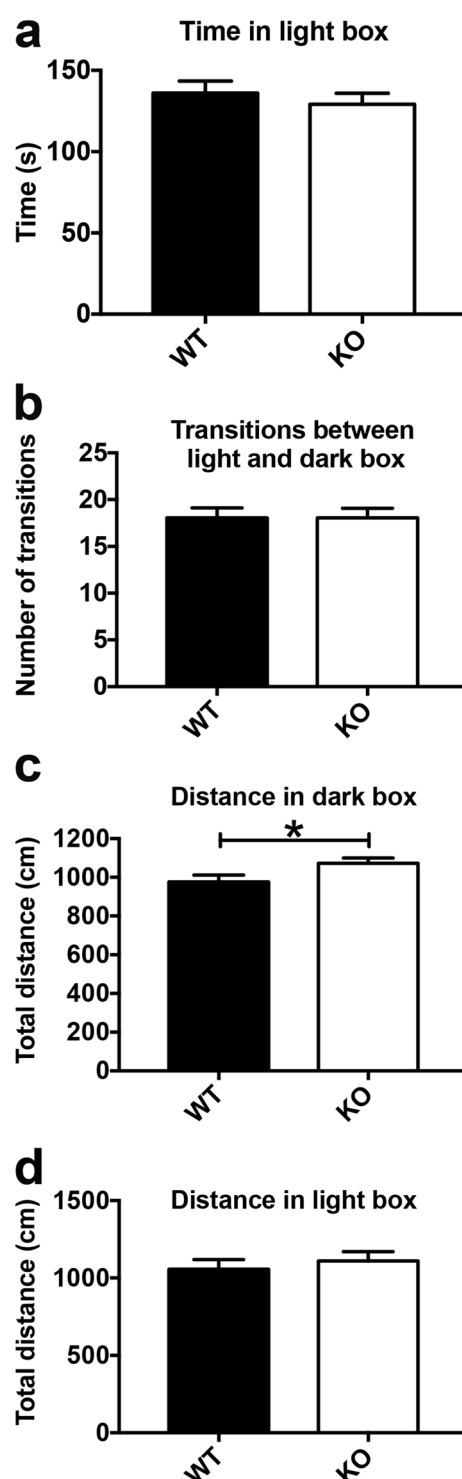 a
Time in light box
Time (s)
150
100
50
0
WT
KO
b
Transitions between
light and dark box
Number of transitions
25
20
15
10
5
0
WT
KO
c
Distance in dark box
Total distance (cm)
1200
1000
800
600
400
200
0
*
WT
KO
d
Distance in light box
Total distance (cm)
1500
1000
500
0
WT
KO